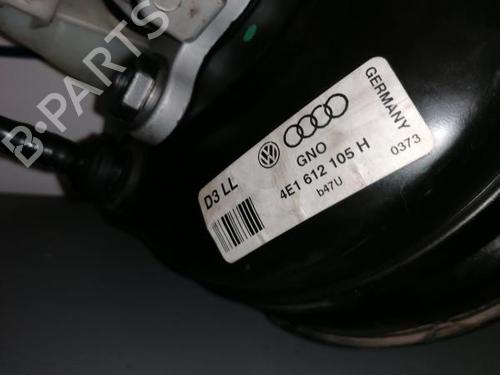 B-PARTS
GERMANY
GNO
0373
D3 LL
4E1 612 105 H
b47U